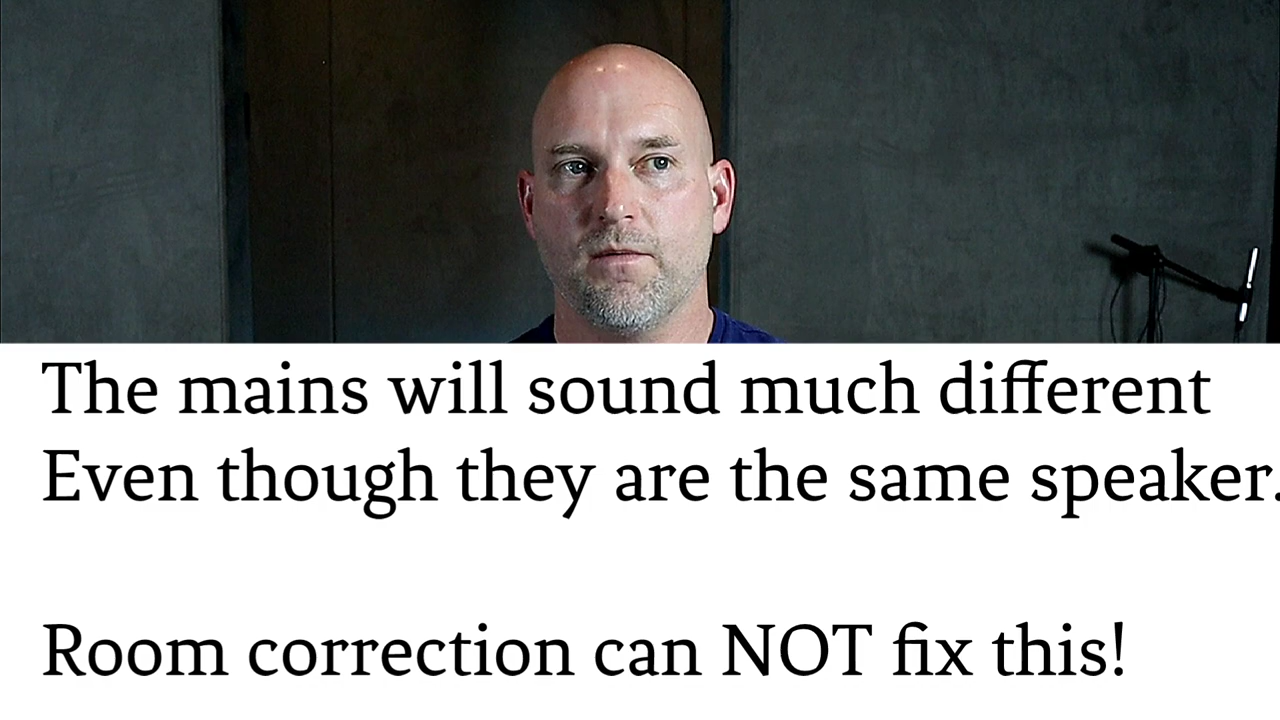 The mains will sound much different
Even though they are the same speaker.
Room correction can NOT fix this!